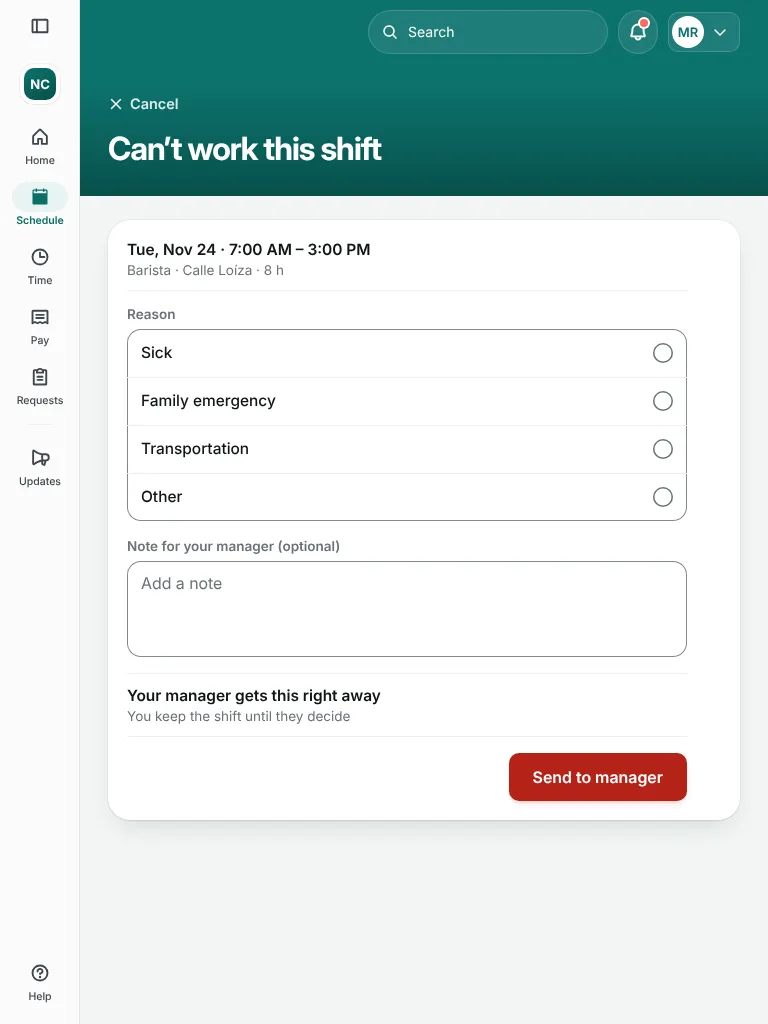 Search
MR
NC
Home
Schedule
Time
Pay
Requests
Updates
Help
Cancel
Can’t work this shift
Tue, Nov 24 · 7:00 AM – 3:00 PM
Barista · Calle Loíza · 8 h
Reason
Sick
Family emergency
Transportation
Other
Note for your manager (optional)
Add a note
Your manager gets this right away
You keep the shift until they decide
Send to manager